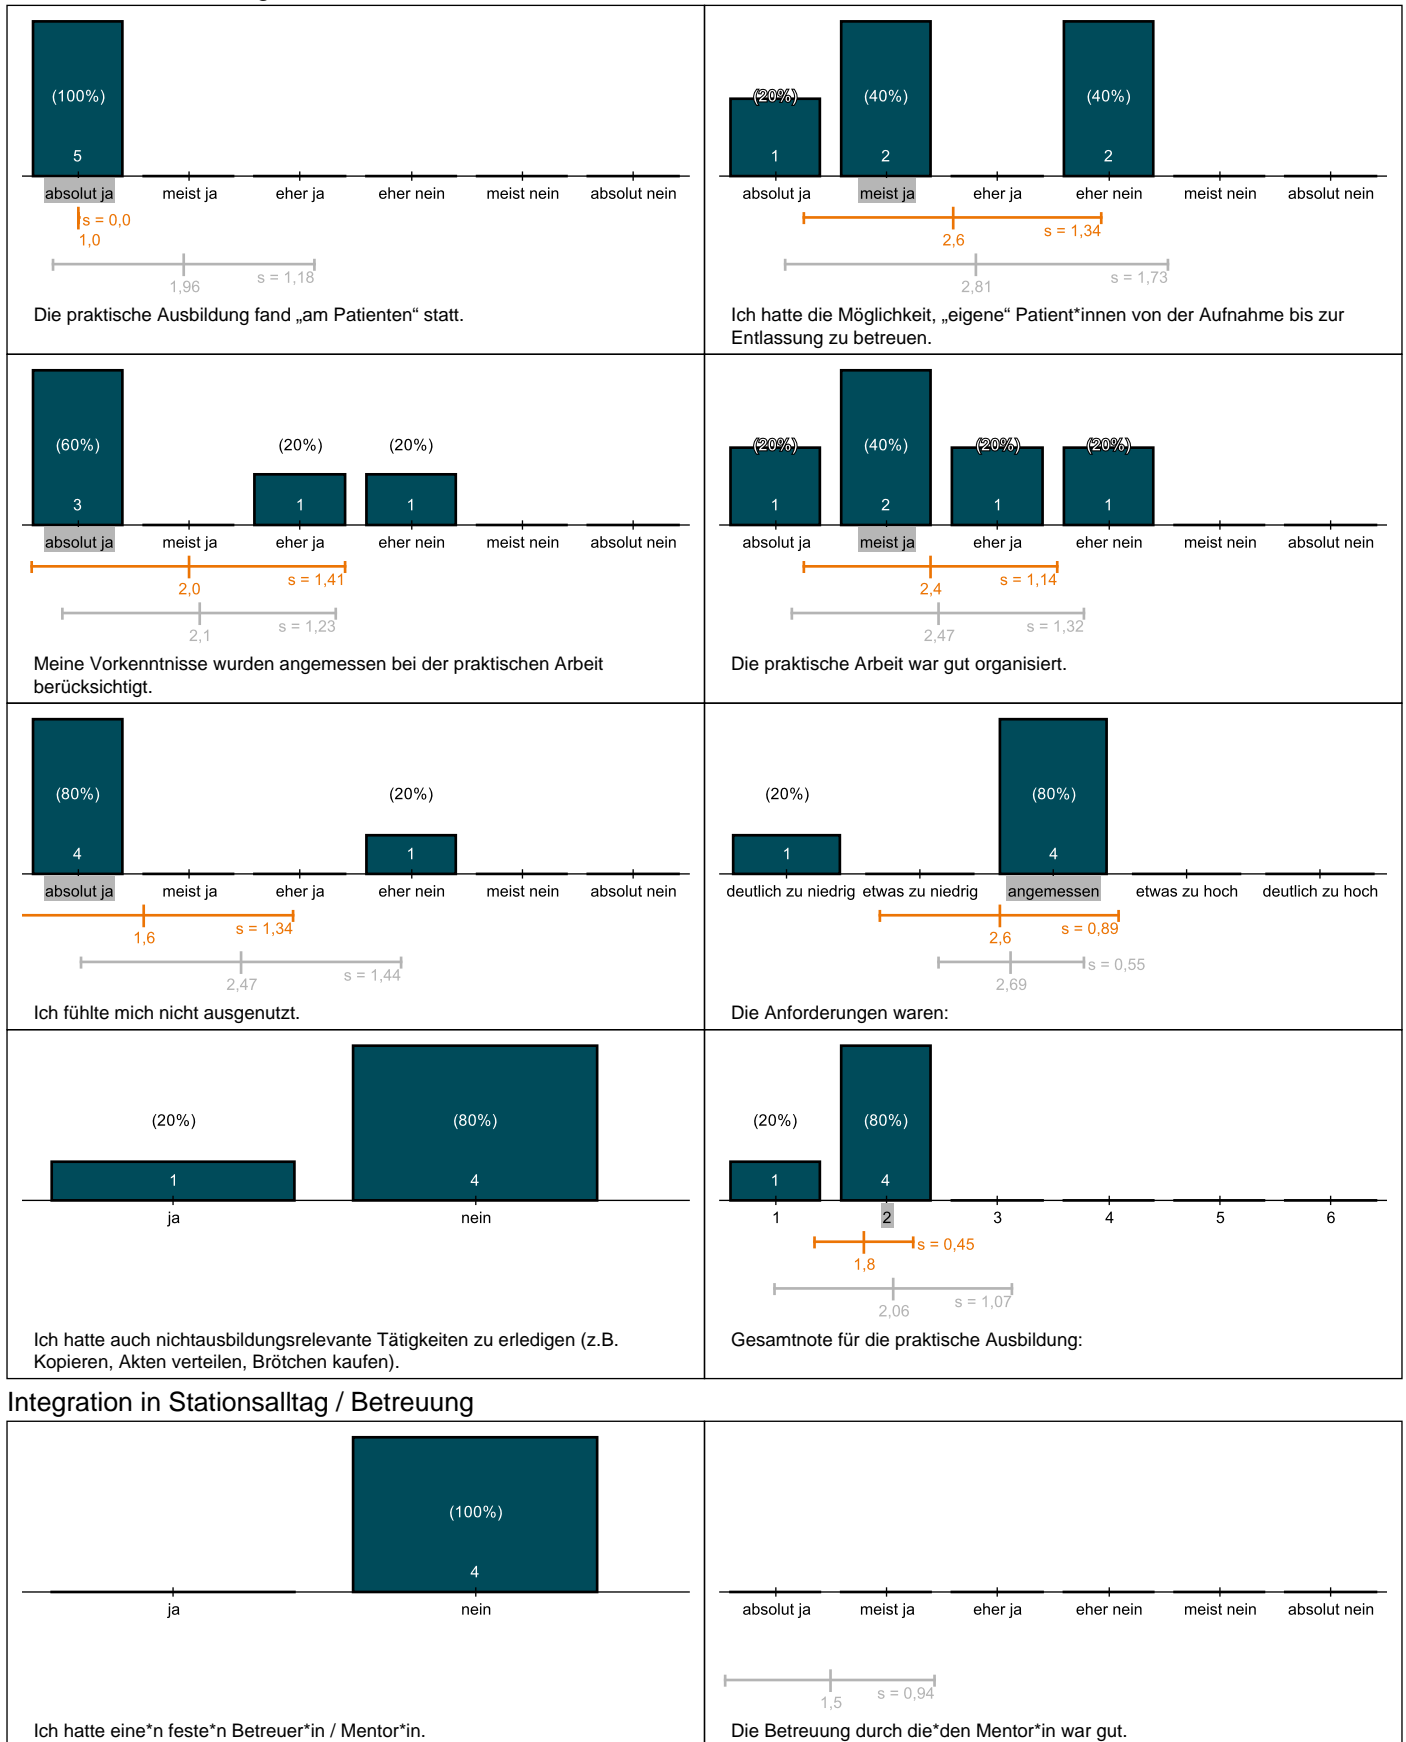 (100%)
5
absolut ja meist ja eher ja eher nein meist nein absolut nein
s = 0,0
1,0
s = 1,18
1,96
Die praktische Ausbildung fand „am Patienten“ statt.
(20%) (40%) (40%)
1 2 2
absolut ja meist ja eher ja eher nein meist nein absolut nein
s = 1,34
2,6
s = 1,73
2,81
Ich hatte die Möglichkeit, „eigene“ Patient*innen von der Aufnahme bis zur
Entlassung zu betreuen.
(60%) (20%) (20%)
3 1 1
absolut ja meist ja eher ja eher nein meist nein absolut nein
s = 1,41
2,0
s = 1,23
2,1
Meine Vorkenntnisse wurden angemessen bei der praktischen Arbeit
berücksichtigt.
(20%) (40%) (20%) (20%)
1 2 1 1
absolut ja meist ja eher ja eher nein meist nein absolut nein
s = 1,14
2,4
s = 1,32
2,47
Die praktische Arbeit war gut organisiert.
(80%) (20%)
4 1
absolut ja meist ja eher ja eher nein meist nein absolut nein
s = 1,34
1,6
s = 1,44
2,47
Ich fühlte mich nicht ausgenutzt.
(20%) (80%)
1 4
deutlich zu niedrig etwas zu niedrig angemessen etwas zu hoch deutlich zu hoch
s = 0,89
2,6
s = 0,55
2,69
Die Anforderungen waren:
(20%) (80%)
1 4
ja nein
Ich hatte auch nichtausbildungsrelevante Tätigkeiten zu erledigen (z.B.
Kopieren, Akten verteilen, Brötchen kaufen).
(20%) (80%)
1 4
1 2 3 4 5 6
s = 0,45
1,8
s = 1,07
2,06
Gesamtnote für die praktische Ausbildung:
Integration in Stationsalltag / Betreuung
(100%)
4
ja nein
Ich hatte eine*n feste*n Betreuer*in / Mentor*in.
absolut ja meist ja eher ja eher nein meist nein absolut nein
s = 0,94
1,5
Die Betreuung durch die*den Mentor*in war gut.